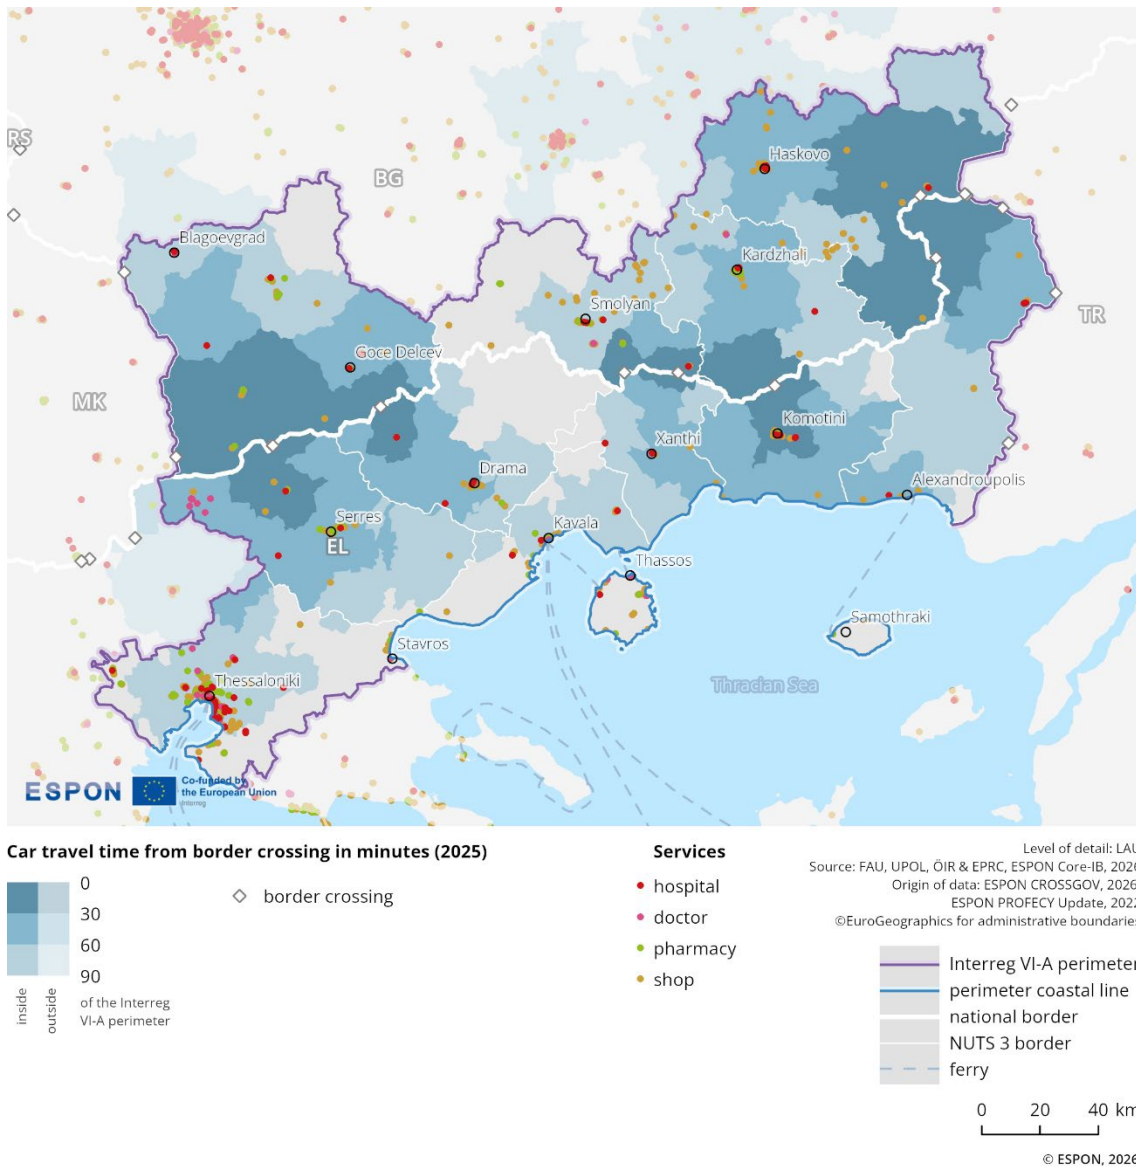 RS
BG
Haskovo
Blagoevgrad
Kardzhali
Smolyan
TR
Goce Delcev
MK
Komotini
Xanthi
Drama
Alexandroupolis
Serres
Kavala
EL
Thassos
Samothraki
Stavros
Thessaloniki
Thracian Sea
ESPON
Co-funded by
the European Union
Interreg
Car travel time from border crossing in minutes (2025)
0
30
60
90
inside
outside
of the Interreg
VI-A perimeter
border crossing
Services
hospital
doctor
pharmacy
shop
Level of detail: LAU
Source: FAU, UPOL, ÖIR & EPRC, ESPON Core-IB, 2026
Origin of data: ESPON CROSSGOV, 2026
ESPON PROFECY Update, 2022
©EuroGeographics for administrative boundaries
Interreg VI-A perimeter
perimeter coastal line
national border
NUTS 3 border
ferry
0 20 40 km
© ESPON, 2026